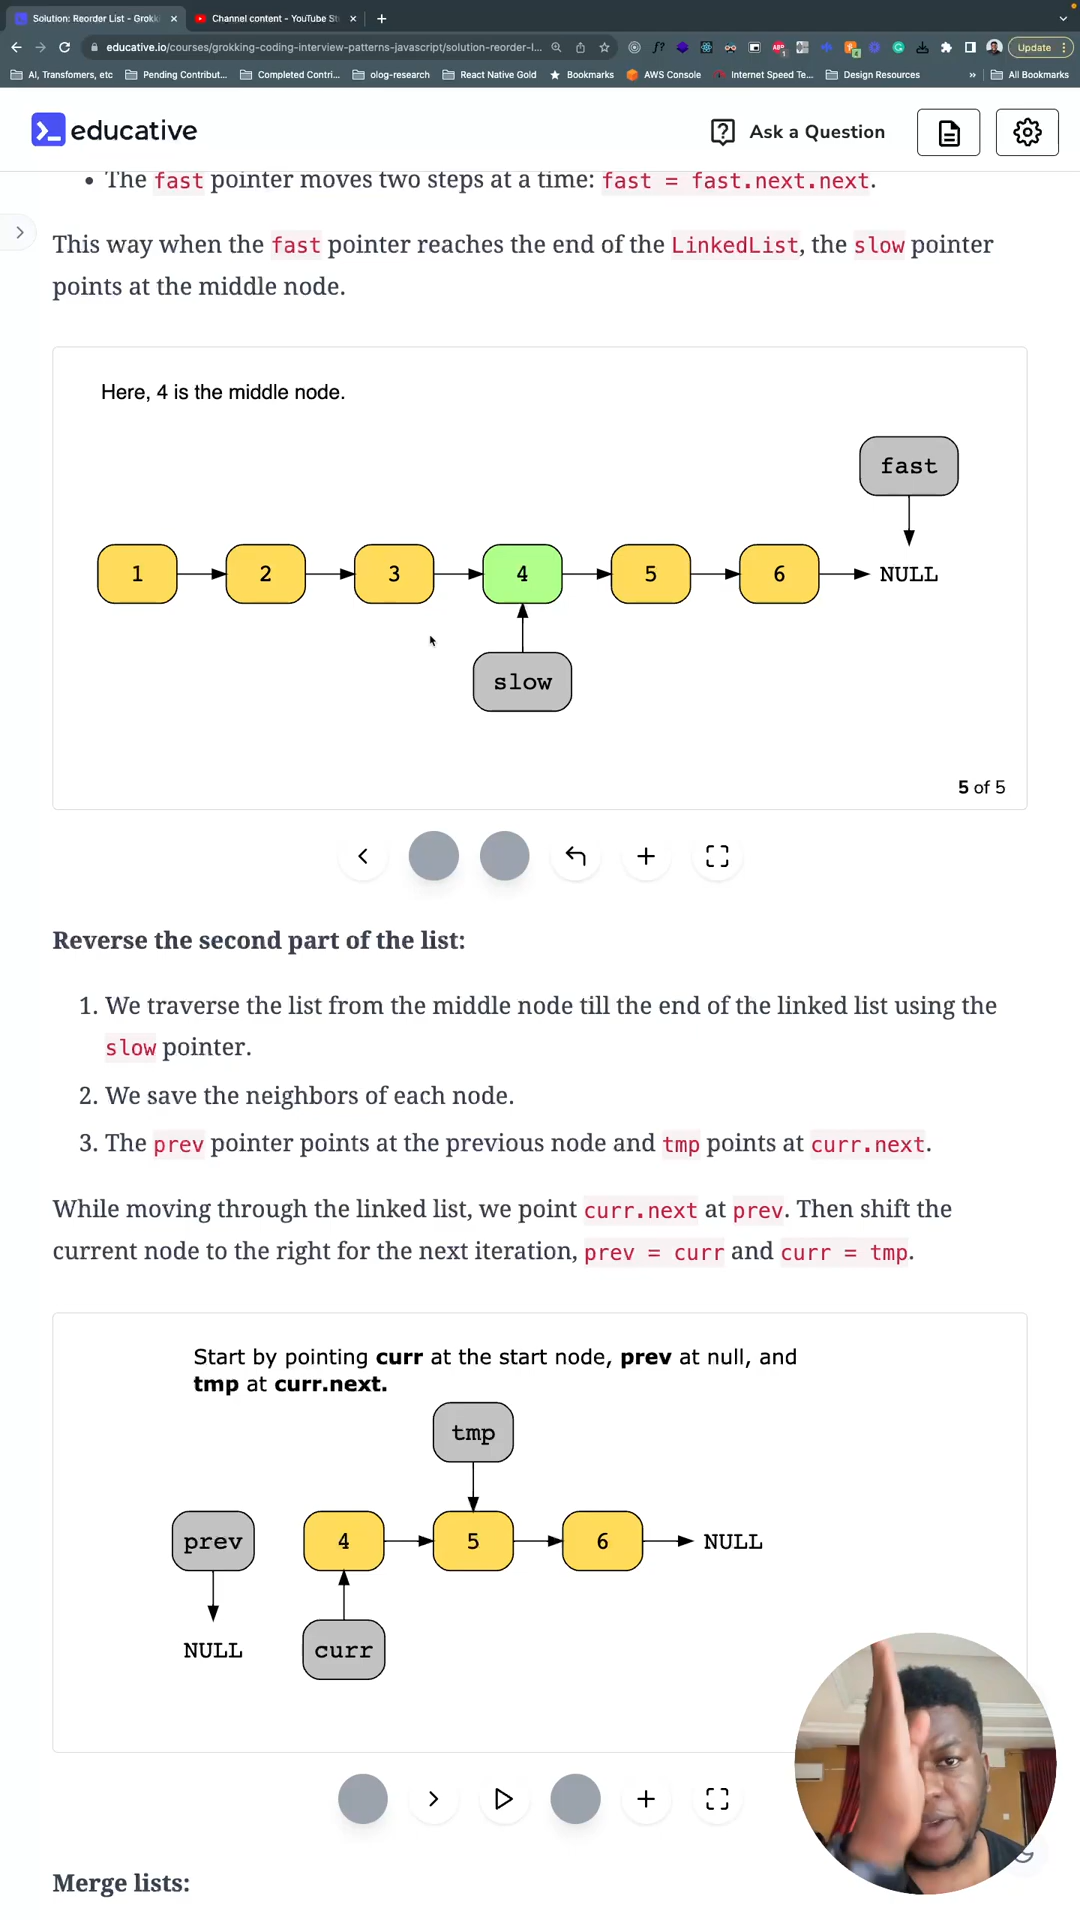 Solution: Reorder List - Grokki
Channel content - YouTube St
educative.io/courses/grokking-coding-interview-patterns-javascript/solution-reorder-l...
Update
AI, Transfomers, etc
Pending Contribut...
Completed Contri...
olog-research
React Native Gold
Bookmarks
AWS Console
Internet Speed Te...
Design Resources
»
All Bookmarks
educative
Ask a Question
• The fast pointer moves two steps at a time: fast = fast.next.next.
This way when the fast pointer reaches the end of the LinkedList, the slow pointer
points at the middle node.
Here, 4 is the middle node.
fast
1
2
3
4
5
6
NULL
slow
5 of 5
Reverse the second part of the list:
1. We traverse the list from the middle node till the end of the linked list using the
slow pointer.
2. We save the neighbors of each node.
3. The prev pointer points at the previous node and tmp points at curr.next.
While moving through the linked list, we point curr.next at prev. Then shift the
current node to the right for the next iteration, prev = curr and curr = tmp.
Start by pointing curr at the start node, prev at null, and
tmp at curr.next.
tmp
prev
4
5
6
NULL
NULL
curr
Merge lists: